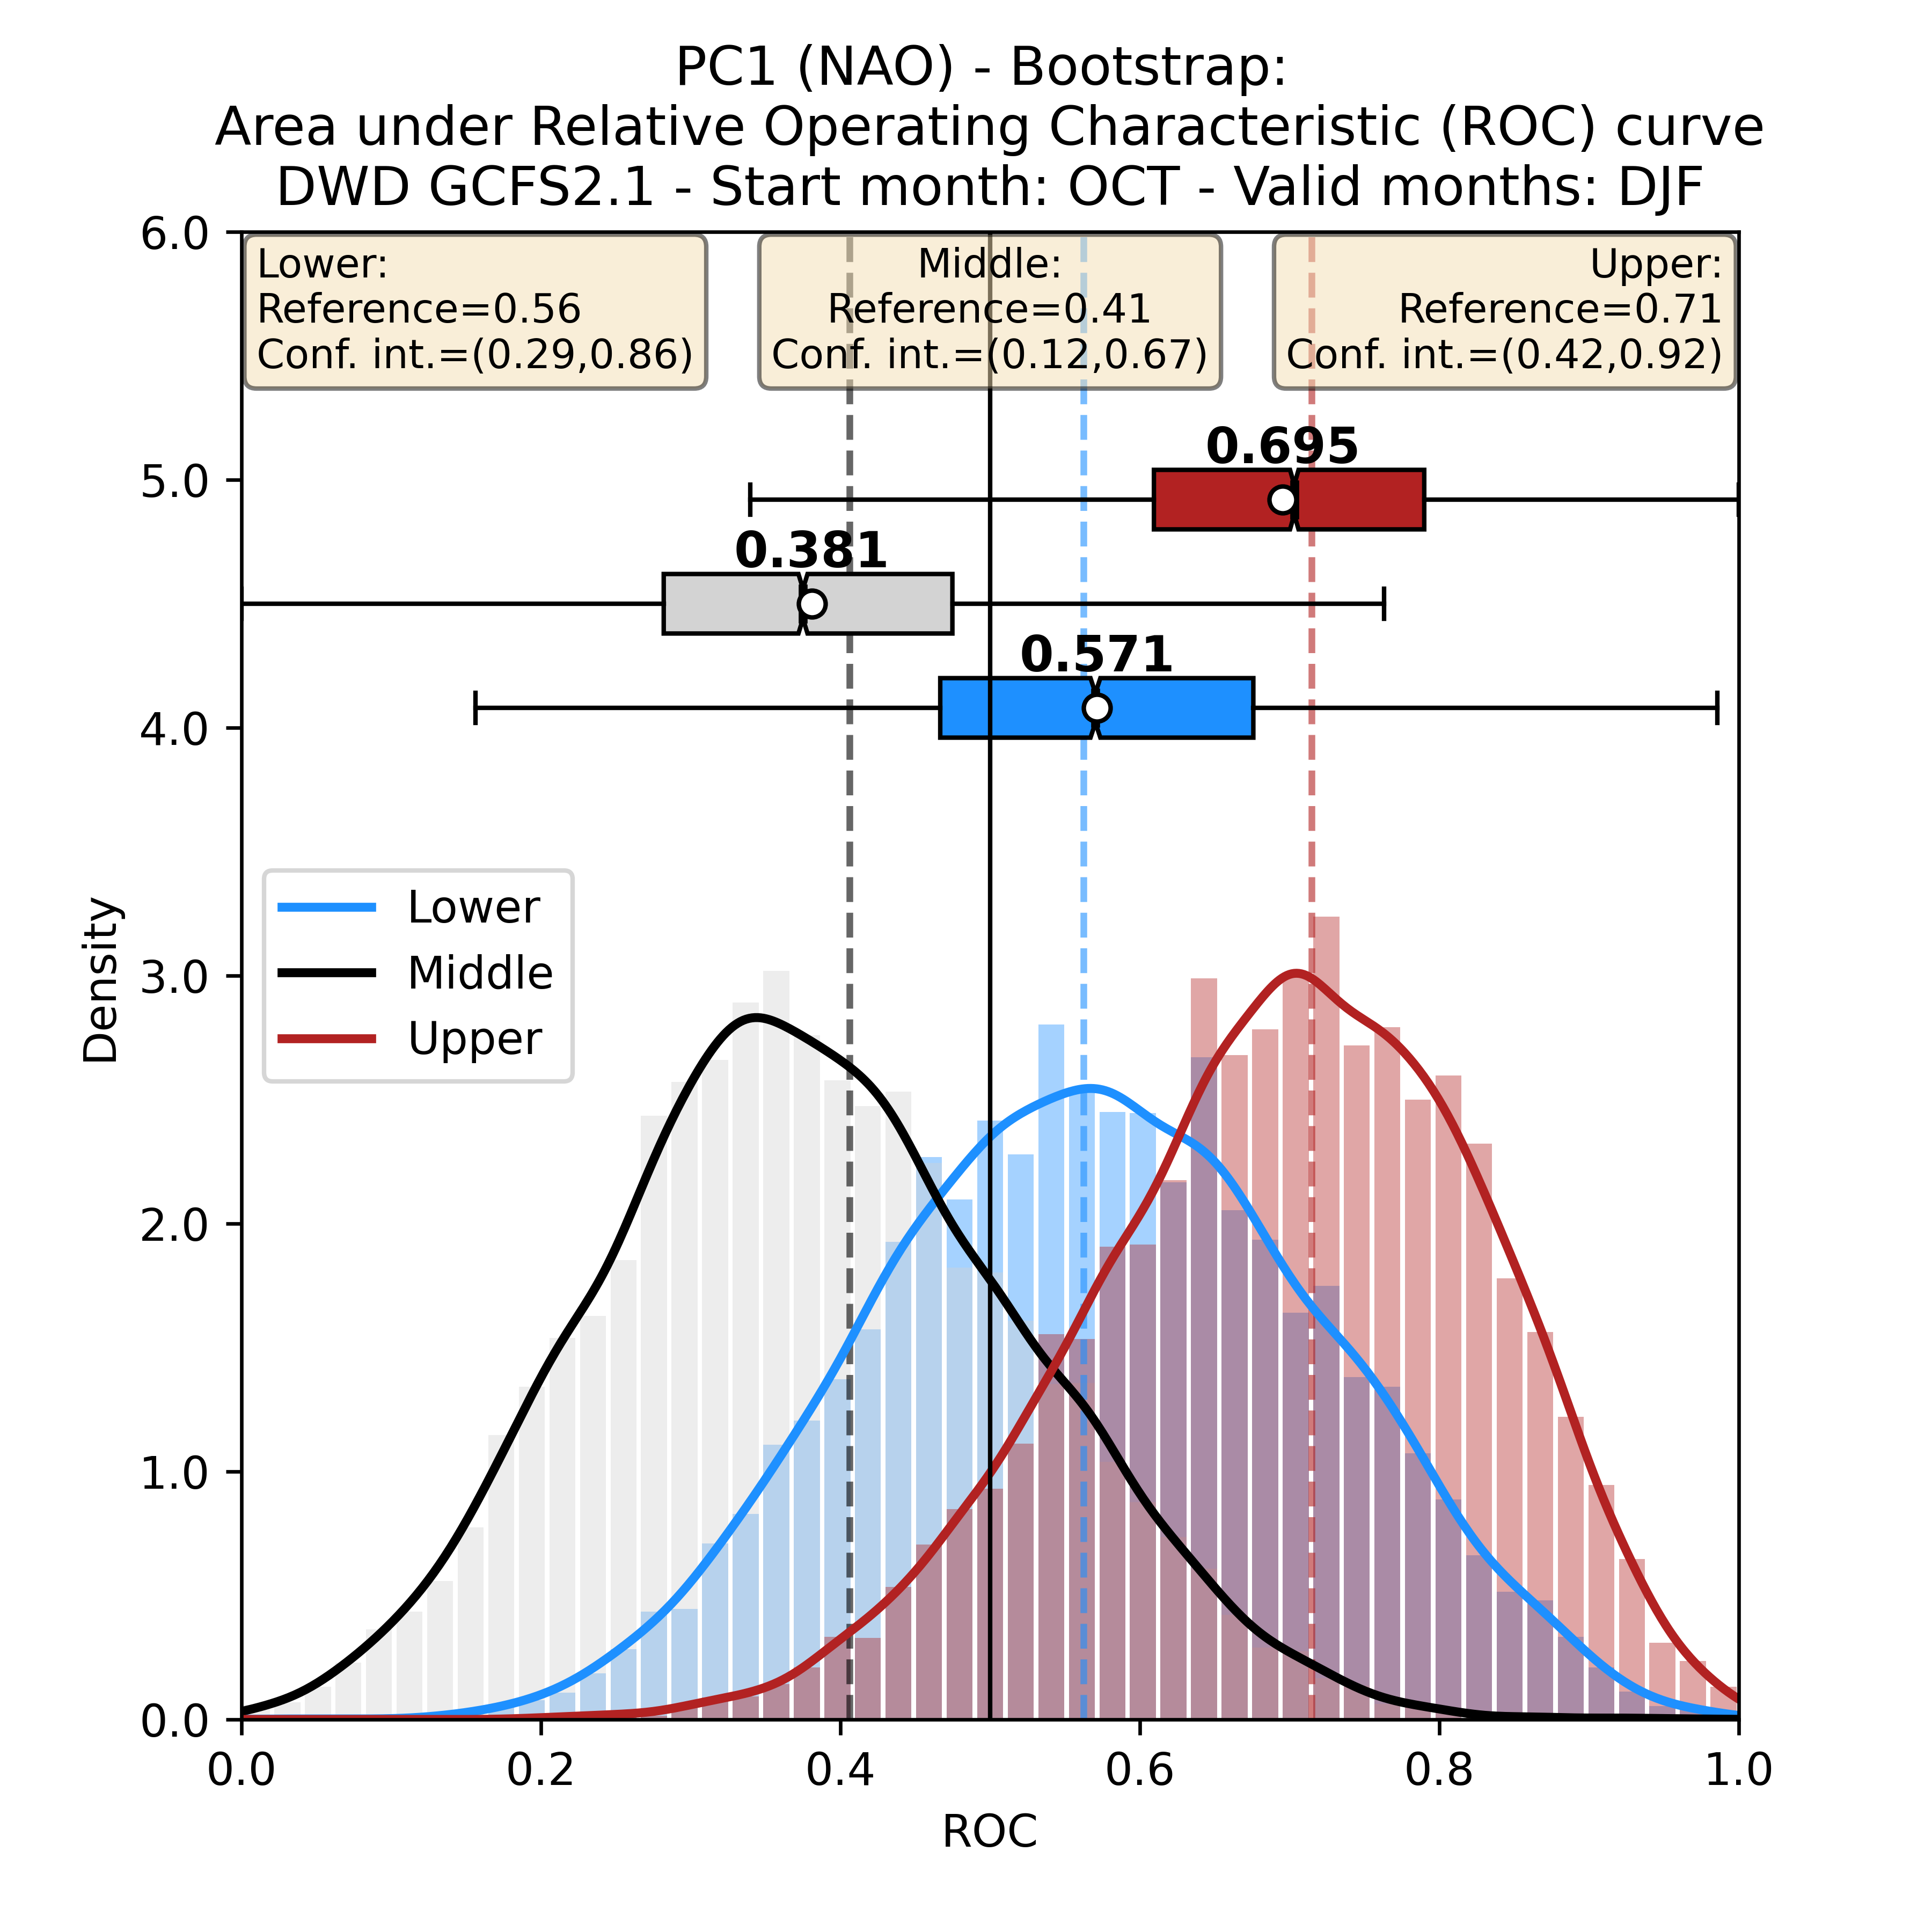 PC1 (NAO) - Bootstrap:
Area under Relative Operating Characteristic (ROC) curve
DWD GCFS2.1 - Start month: OCT - Valid months: DJF
6.0
Lower:
Reference=0.56
Conf. int.=(0.29,0.86)
Middle:
Reference=0.41
Conf. int.=(0.12,0.67)
Upper:
Reference=0.71
Conf. int.=(0.42,0.92)
0.695
5.0
0.381
0.571
4.0
Lower
Middle
Upper
3.0
Density
2.0
1.0
0.0
0.0 0.2 0.4 0.6 0.8 1.0
ROC